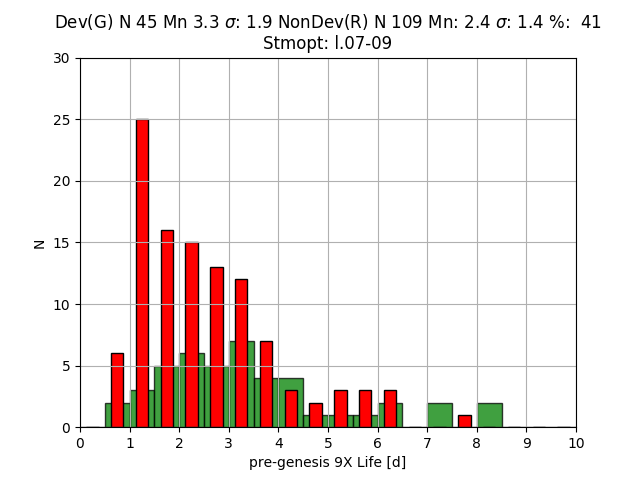 Dev(G) N 45 Mn 3.3 σ: 1.9 NonDev(R) N 109 Mn: 2.4 σ: 1.4 %: 41
Stmopt: l.07-09
30
25
20
15
10
5
0
N
0 1 2 3 4 5 6 7 8 9 10
pre-genesis 9X Life [d]